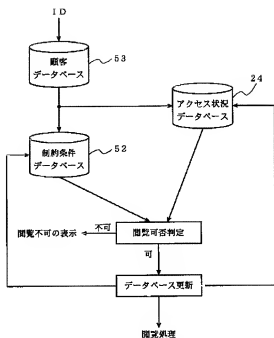 ID
顧客
データベース
53
アクセス状況
データベース
24
制約条件
データベース
52
閲覧可否判定
不可
閲覧不可の表示
可
データベース更新
閲覧処理